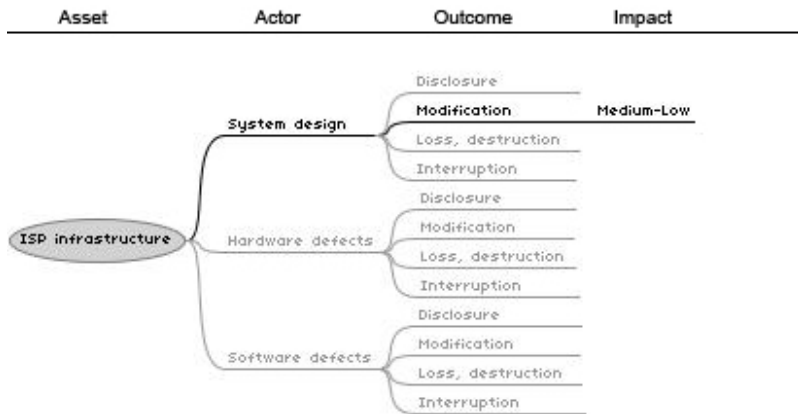 Asset Actor Outcome Impact
Disclosure
Modification Medium-Low
System design
Loss, destruction
Interruption
Disclosure
Modification
ISP infrastructure Hardware defects
Loss, destruction
Interruption
Disclosure
Modification
Software defects
Loss, destruction
Interruption